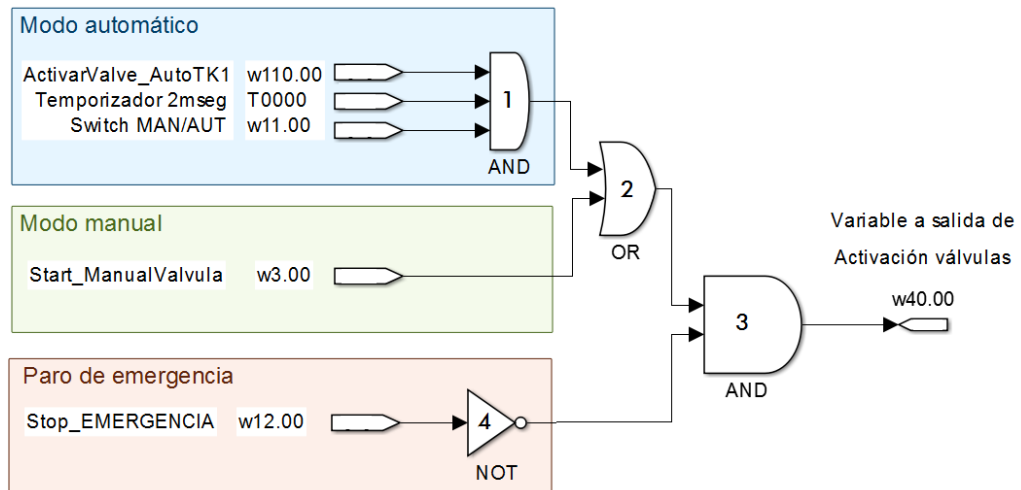 Modo automático
ActivarValve_AutoTK1 w110.00
Temporizador 2mseg T0000
Switch MAN/AUT w11.00
1
AND
2
OR
Modo manual
Start_ManualValvula w3.00
Variable a salida de
Activación válvulas
w40.00
3
AND
Paro de emergencia
Stop_EMERGENCIA w12.00
4
NOT